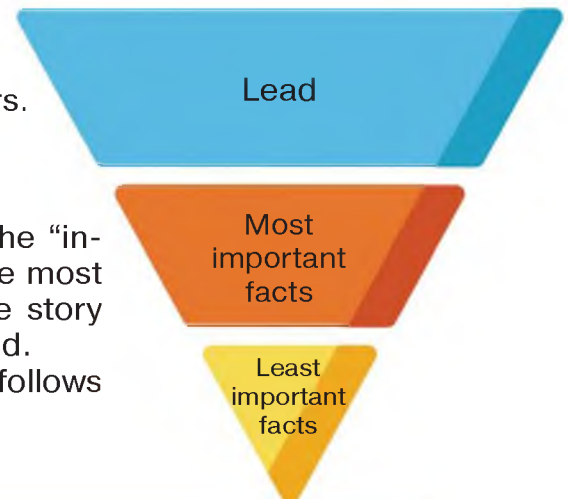 rs.
he “in-
e most
e story
d.
follows
Lead
Most
important
facts
Least
important
facts